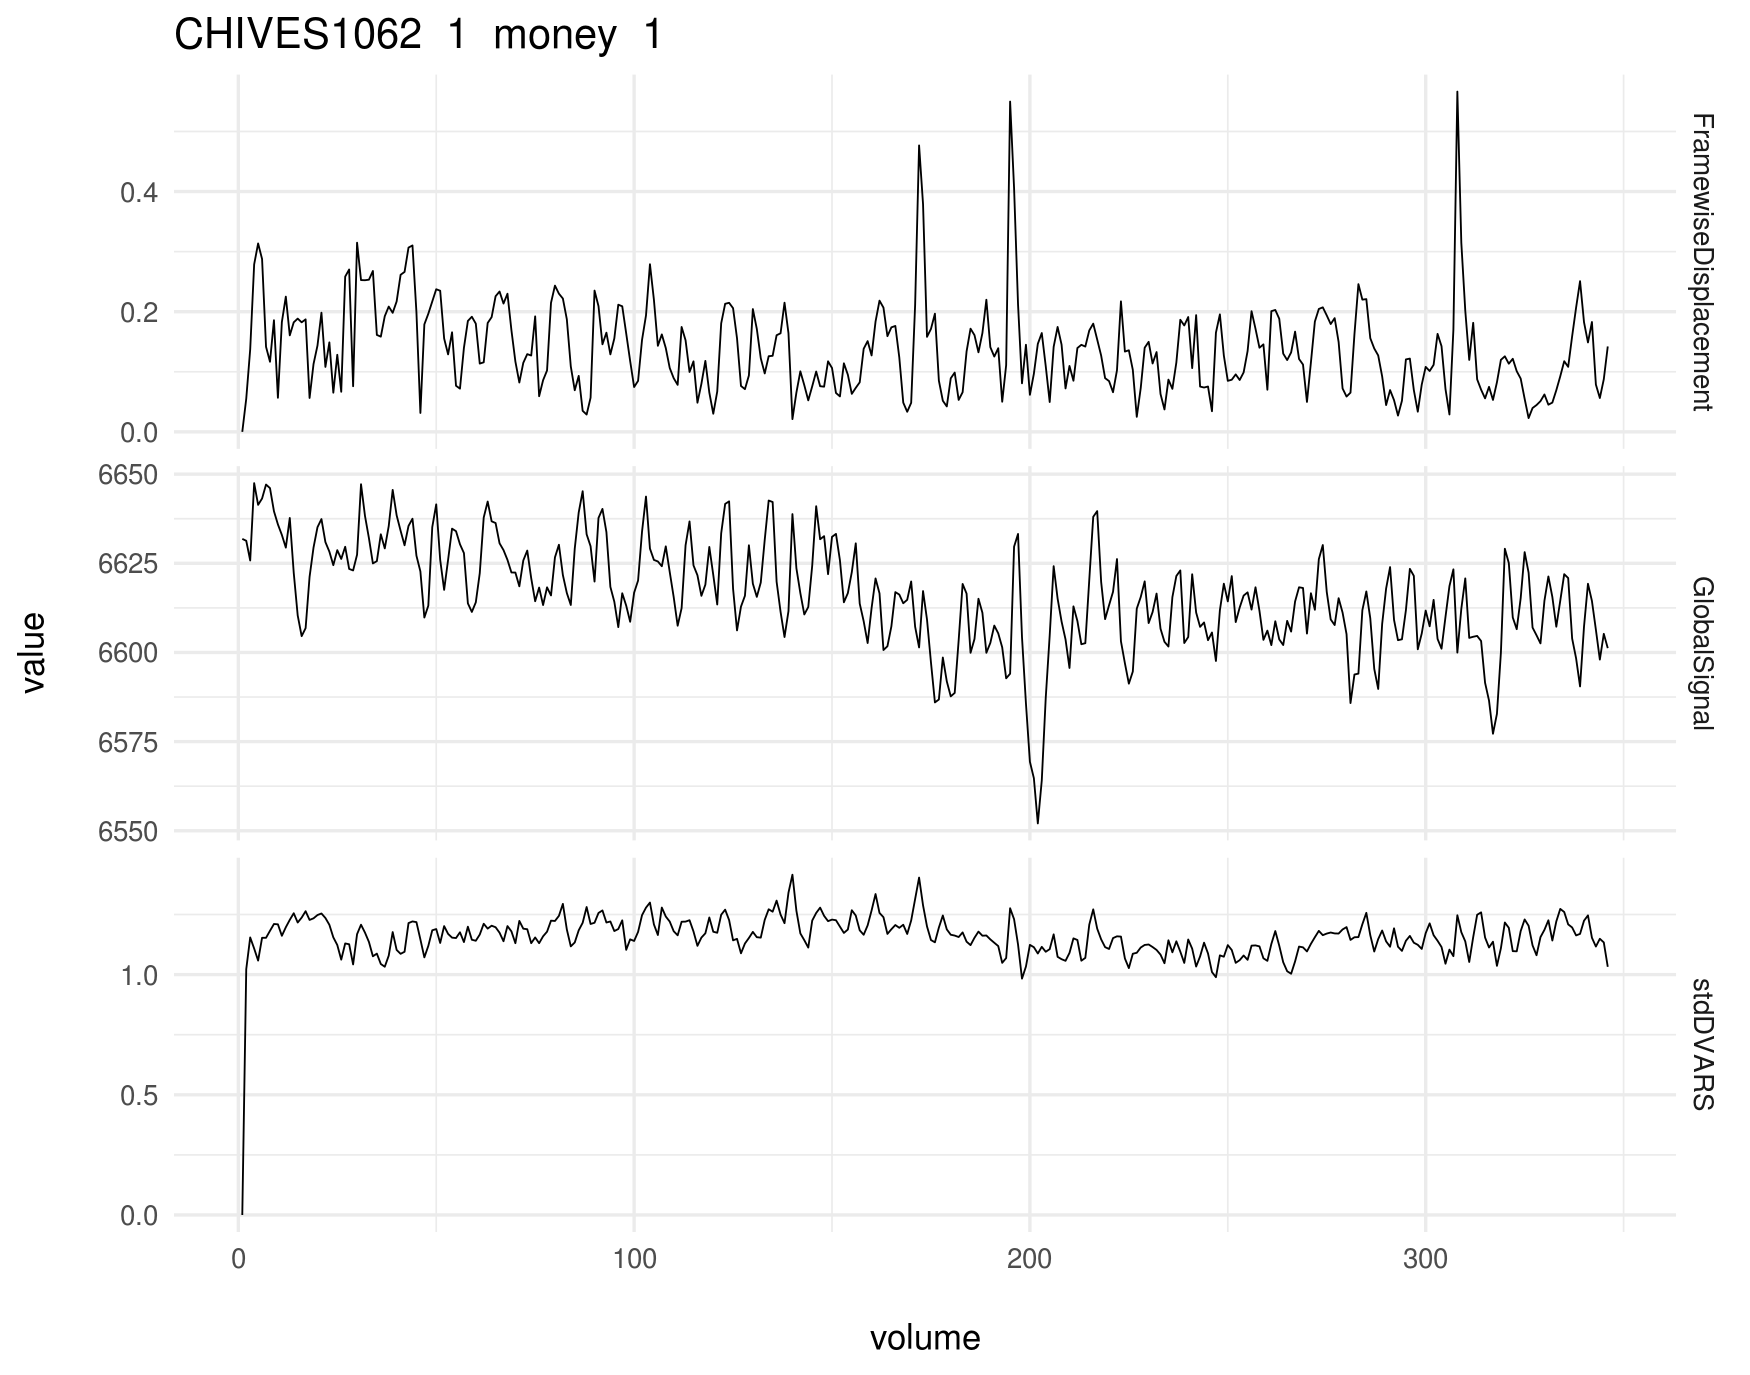 CHIVES1062 1 money 1
0.4
0.2
0.0
FramewiseDisplacement
6650
6625
6600
6575
6550
GlobalSignal
1.0
0.5
0.0
stdDVARS
value
0 100 200 300
volume